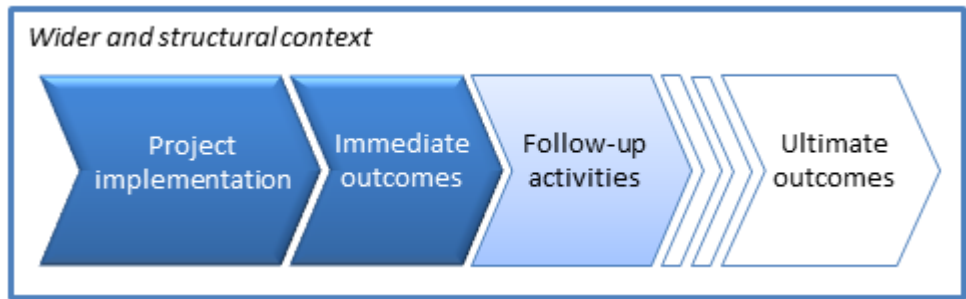 Wider and structural context
Project
implementation
Immediate
outcomes
Follow-up
activities
Ultimate
outcomes